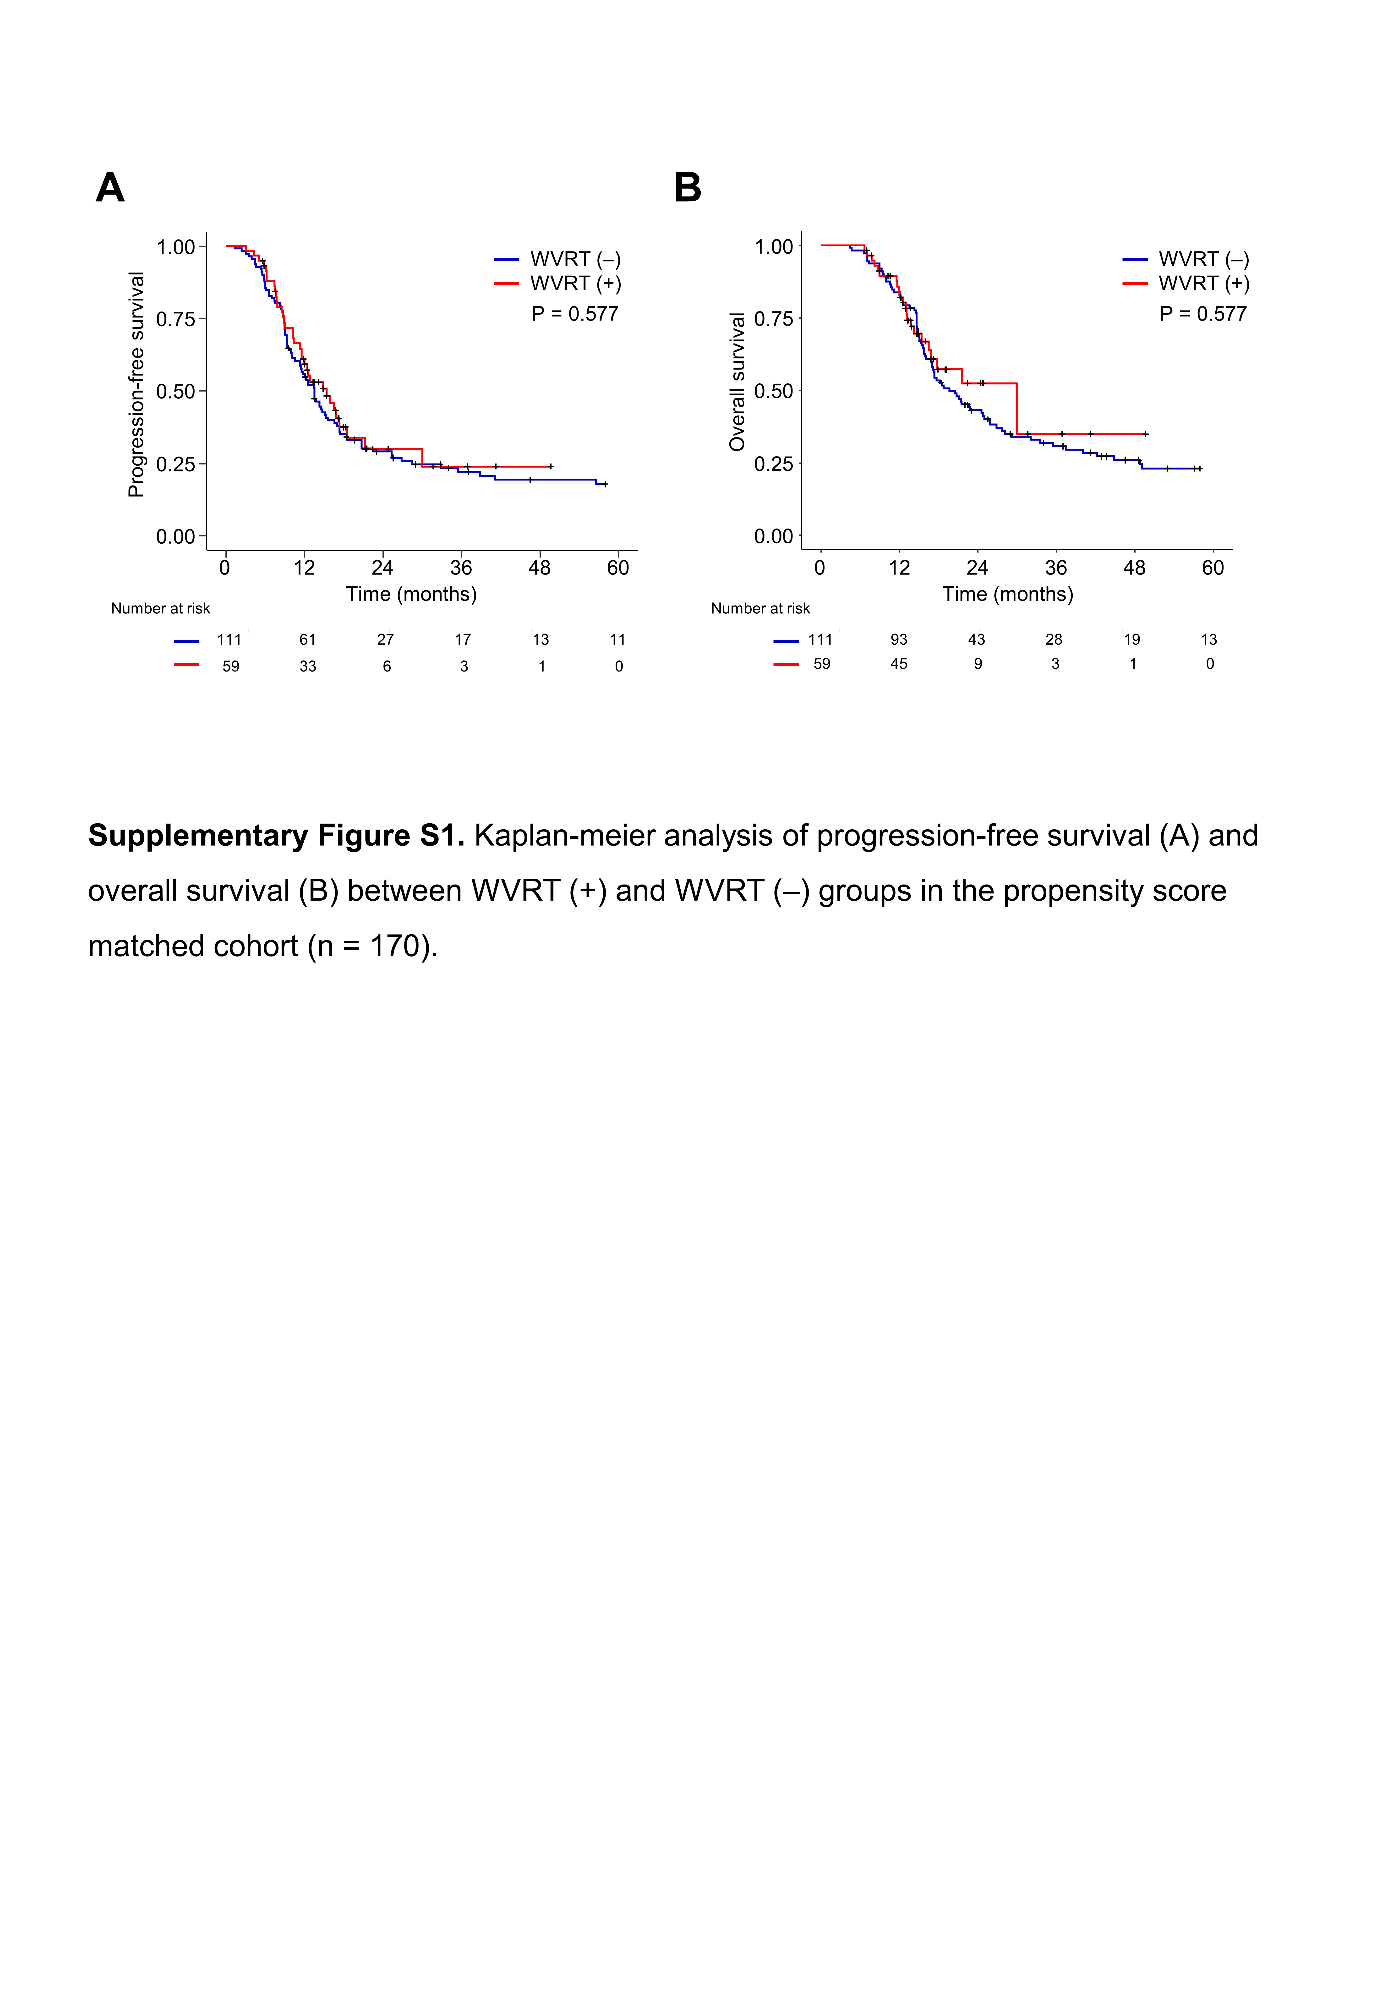 A
B
1.00
0.75
0.50
0.25
0.00
Progression-free survival
WVRT (–)
WVRT (+)
P = 0.577
0 12 24 36 48 60
Time (months)
Number at risk
111 61 27 17 13 11
59 33 6 3 1 0
1.00
0.75
0.50
0.25
0.00
Overall survival
WVRT (–)
WVRT (+)
P = 0.577
0 12 24 36 48 60
Time (months)
Number at risk
111 93 43 28 19 13
59 45 9 3 1 0
Supplementary Figure S1. Kaplan-meier analysis of progression-free survival (A) and
overall survival (B) between WVRT (+) and WVRT (–) groups in the propensity score
matched cohort (n = 170).